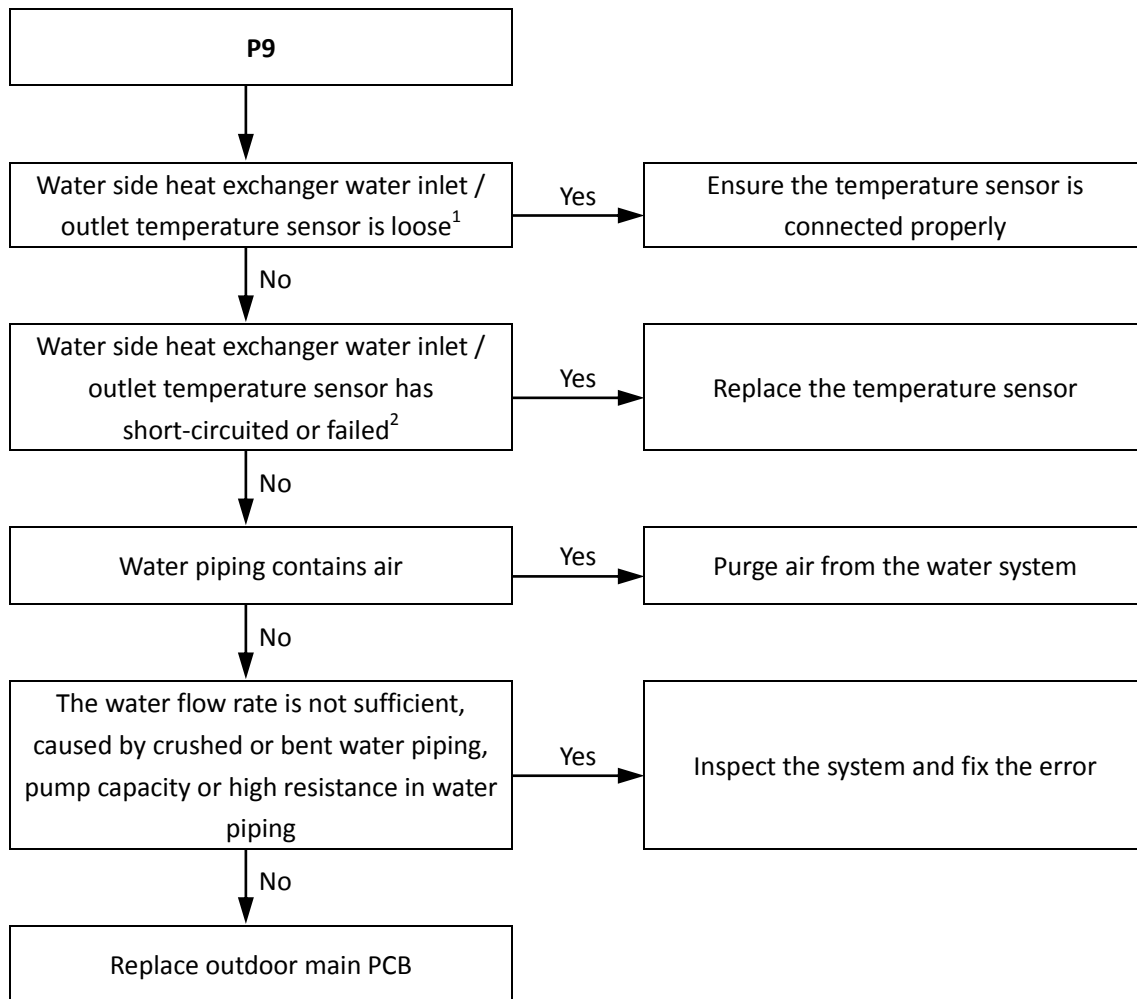 P9
Water side heat exchanger water inlet /
outlet temperature sensor is loose1
Yes
Ensure the temperature sensor is
connected properly
No
Water side heat exchanger water inlet /
outlet temperature sensor has
short-circuited or failed2
Yes
Replace the temperature sensor
No
Water piping contains air
Yes
Purge air from the water system
No
The water flow rate is not sufficient,
caused by crushed or bent water piping,
pump capacity or high resistance in water
piping
Yes
Inspect the system and fix the error
No
Replace outdoor main PCB